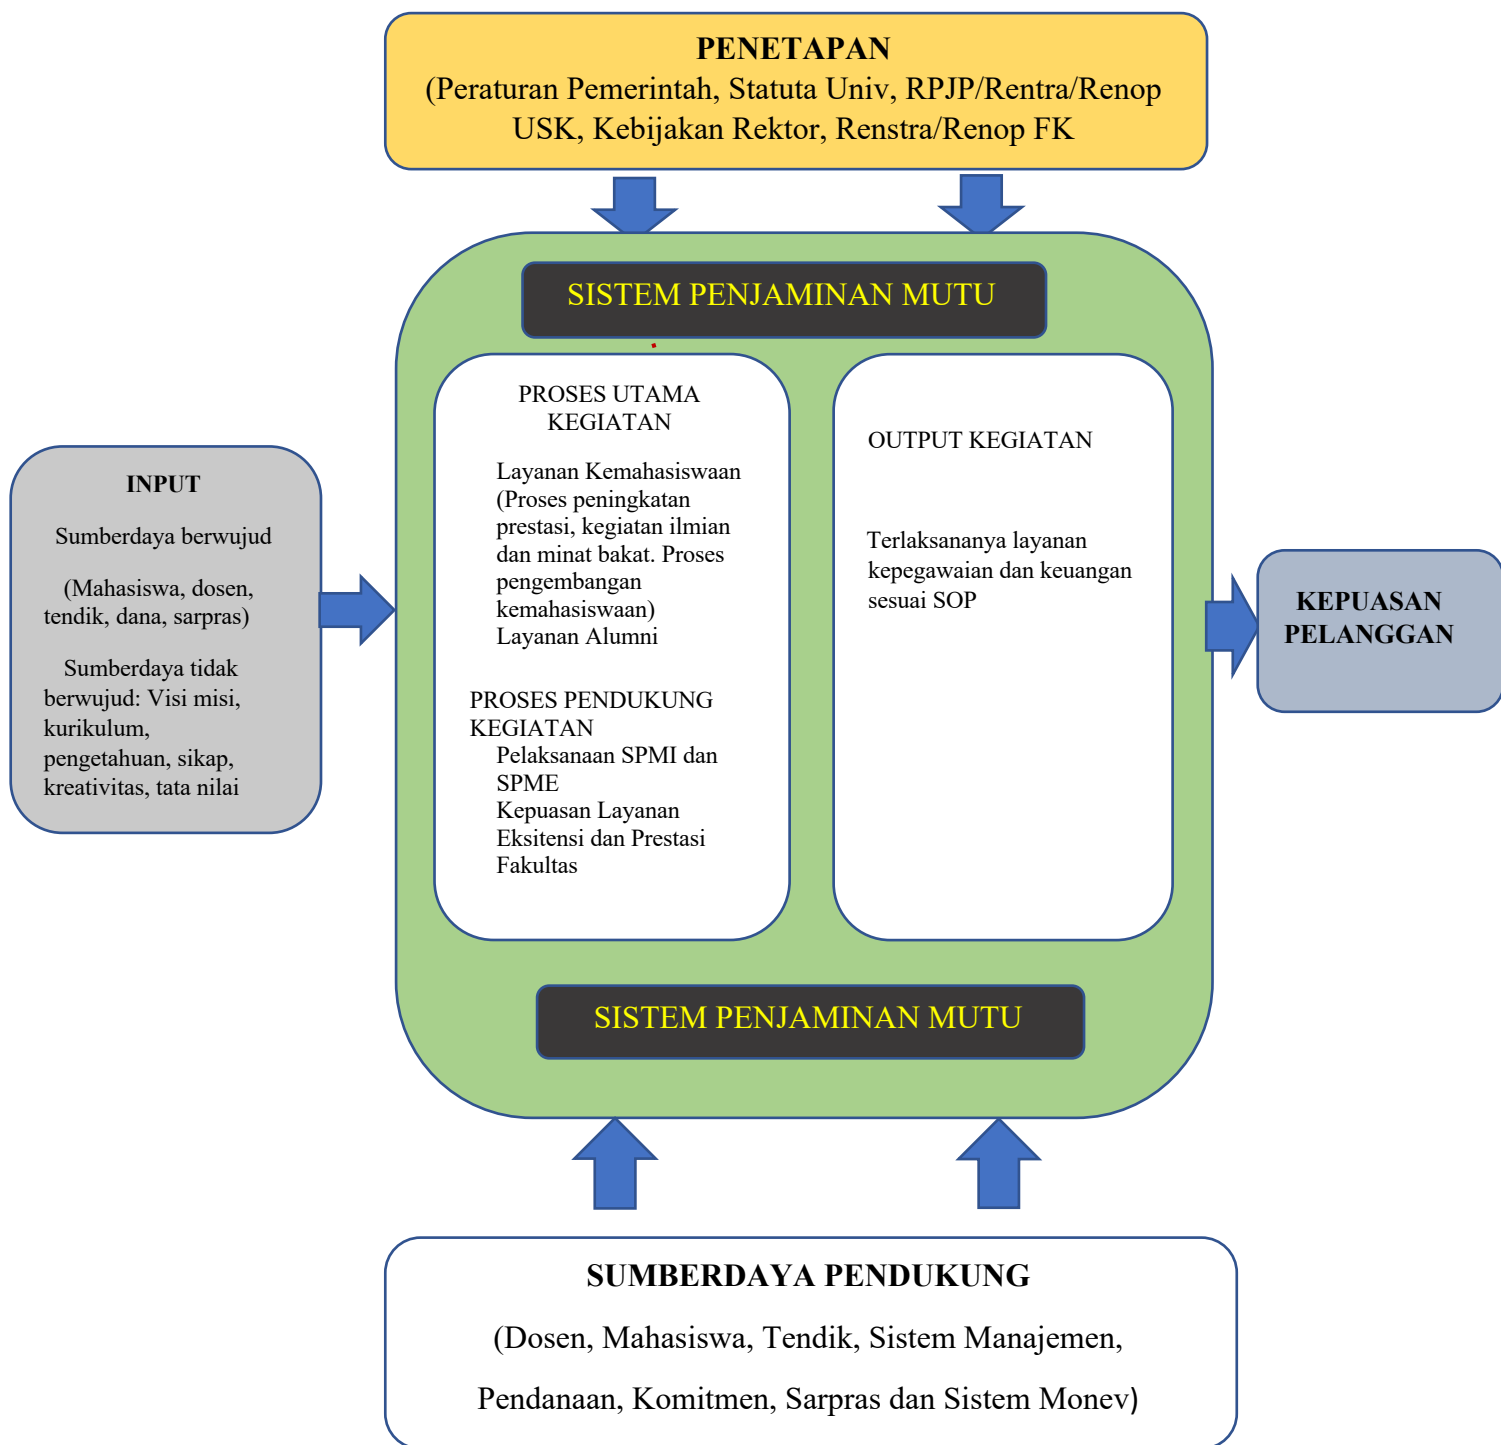 PENETAPAN
(Peraturan Pemerintah, Statuta Univ, RPJP/Rentra/Renop
USK, Kebijakan Rektor, Renstra/Renop FK
SISTEM PENJAMINAN MUTU
INPUT
Sumberdaya berwujud
(Mahasiswa, dosen,
tendik, dana, sarpras)
Sumberdaya tidak
berwujud: Visi misi,
kurikulum,
pengetahuan, sikap,
kreativitas, tata nilai
PROSES UTAMA
KEGIATAN
Layanan Kemahasiswaan
(Proses peningkatan
prestasi, kegiatan ilmian
dan minat bakat. Proses
pengembangan
kemahasiswaan)
Layanan Alumni
PROSES PENDUKUNG
KEGIATAN
Pelaksanaan SPMI dan
SPME
Kepuasan Layanan
Eksitensi dan Prestasi
Fakultas
OUTPUT KEGIATAN
Terlaksananya layanan
kepegawaian dan keuangan
sesuai SOP
KEPUASAN
PELANGGAN
SISTEM PENJAMINAN MUTU
SUMBERDAYA PENDUKUNG
(Dosen, Mahasiswa, Tendik, Sistem Manajemen,
Pendanaan, Komitmen, Sarpras dan Sistem Monev)